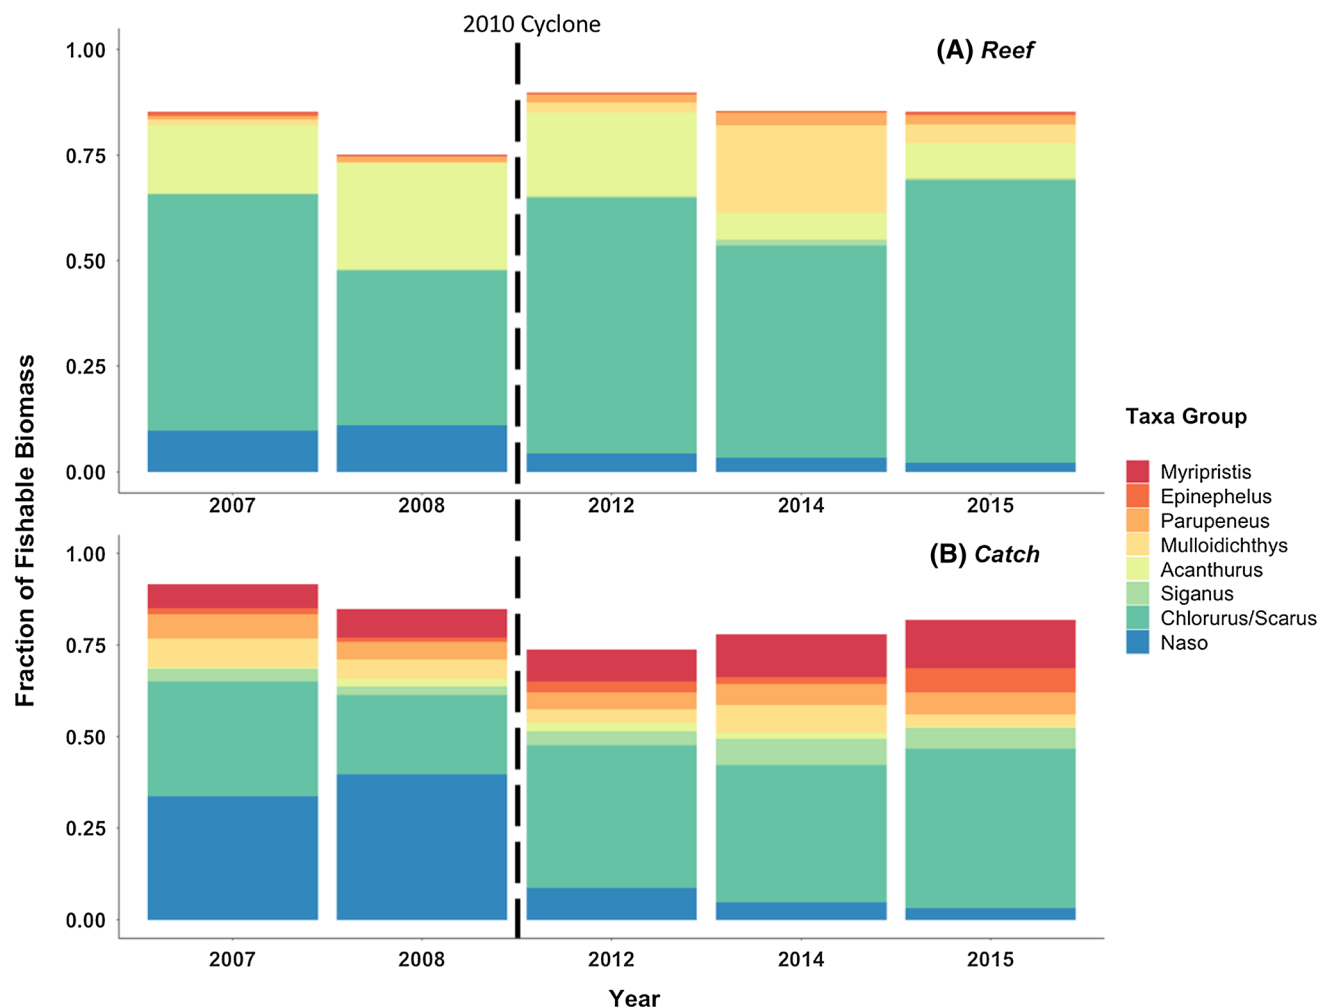 2010 Cyclone
(A) Reef
1.00
0.75
0.50
0.25
0.00
2007 2008 2012 2014 2015
Fraction of Fishable Biomass
(B) Catch
1.00
0.75
0.50
0.25
0.00
2007 2008 2012 2014 2015
Year
Taxa Group
Myripristis
Epinephelus
Parupeneus
Mulloidichthys
Acanthurus
Siganus
Chlorurus/Scarus
Naso